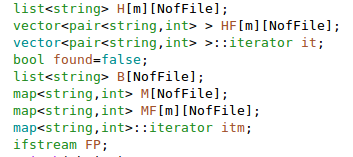 list<string> H[m][NofFile];
vector<pair<string,int> > HF[m][NofFile];
vector<pair<string,int> >::iterator it;
bool found=false;
list<string> B[NofFile];
map<string,int> M[NofFile];
map<string,int> MF[m][NofFile];
map<string,int>::iterator itm;
ifstream FP;